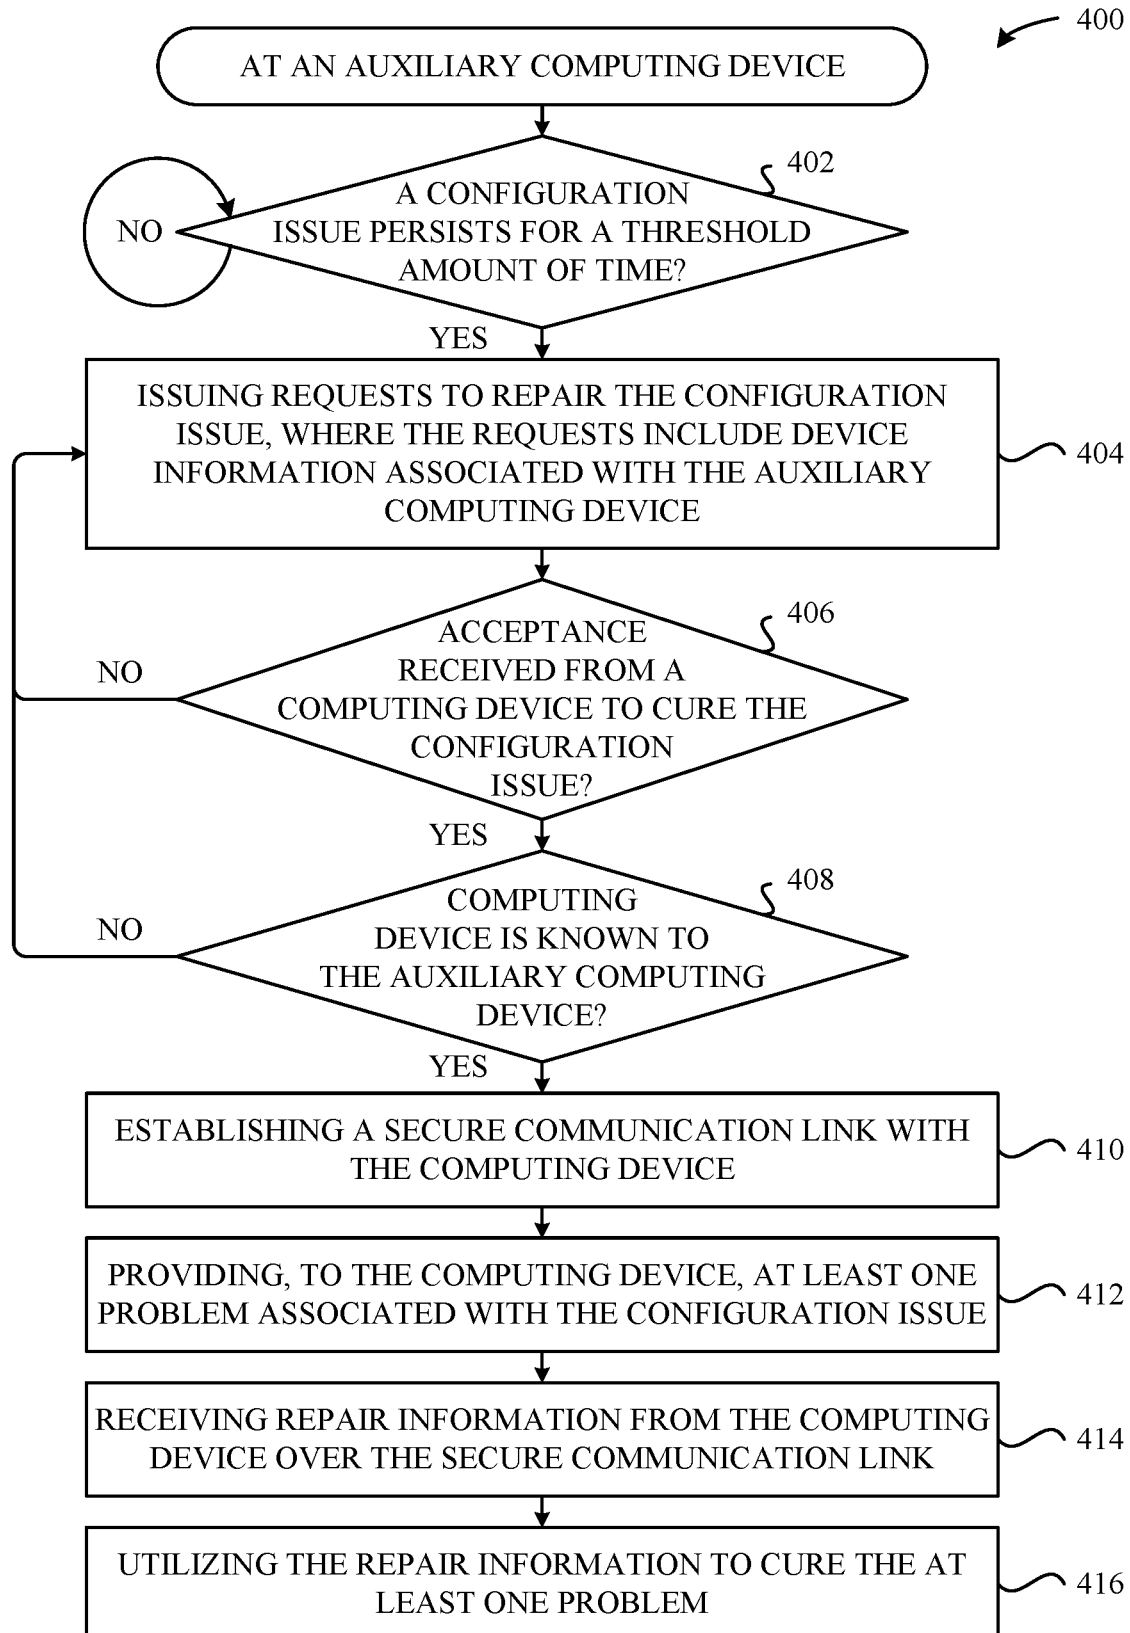 400
AT AN AUXILIARY COMPUTING DEVICE
402
A CONFIGURATION
ISSUE PERSISTS FOR A THRESHOLD
AMOUNT OF TIME?
NO
YES
ISSUING REQUESTS TO REPAIR THE CONFIGURATION
ISSUE, WHERE THE REQUESTS INCLUDE DEVICE
INFORMATION ASSOCIATED WITH THE AUXILIARY
COMPUTING DEVICE
404
406
ACCEPTANCE
RECEIVED FROM A
COMPUTING DEVICE TO CURE THE
CONFIGURATION
ISSUE?
NO
YES
408
COMPUTING
DEVICE IS KNOWN TO
THE AUXILIARY COMPUTING
DEVICE?
NO
YES
ESTABLISHING A SECURE COMMUNICATION LINK WITH
THE COMPUTING DEVICE
410
PROVIDING, TO THE COMPUTING DEVICE, AT LEAST ONE
PROBLEM ASSOCIATED WITH THE CONFIGURATION ISSUE
412
RECEIVING REPAIR INFORMATION FROM THE COMPUTING
DEVICE OVER THE SECURE COMMUNICATION LINK
414
UTILIZING THE REPAIR INFORMATION TO CURE THE AT
LEAST ONE PROBLEM
416